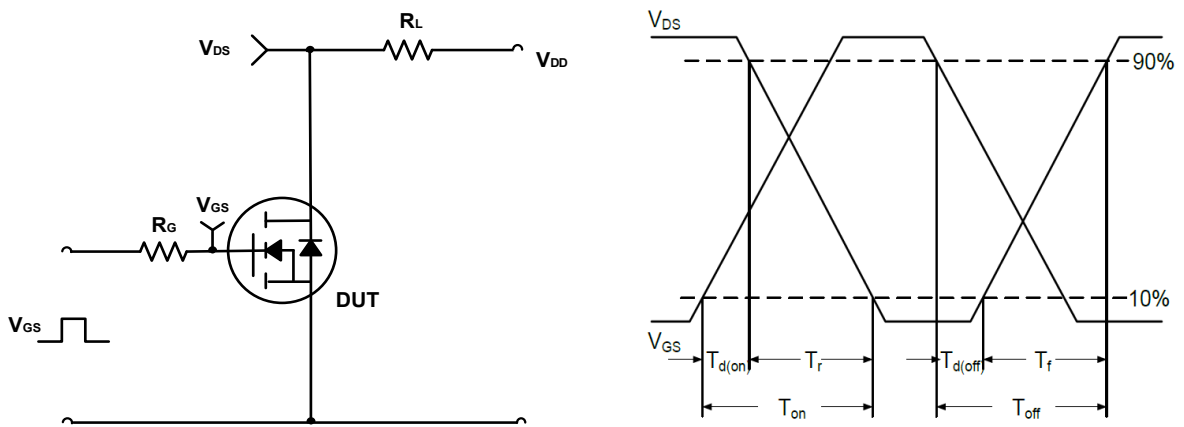 RL
VDS
VDD
VGS
RG
DUT
VGS
VDS
90%
10%
VGS
Td(on)
Tr
Td(off)
Tf
Ton
Toff